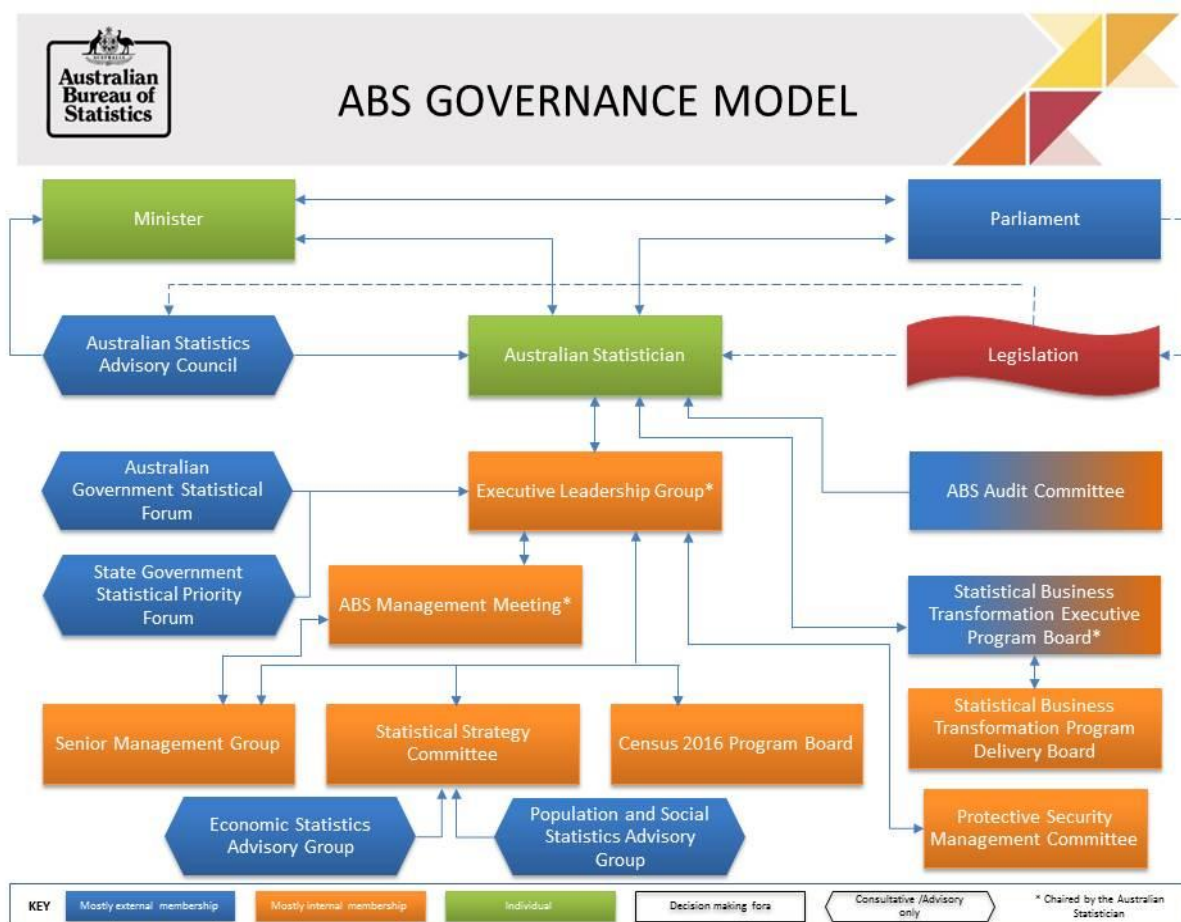 Australian
Bureau of
Statistics
ABS GOVERNANCE MODEL
Minister
Parliament
Australian Statistics
Advisory Council
Australian Statistician
Legislation
Australian
Government Statistical
Forum
Executive Leadership Group*
ABS Audit Committee
State Government
Statistical Priority
Forum
ABS Management Meeting*
Statistical Business
Transformation Executive
Program Board*
Senior Management Group
Statistical Strategy
Committee
Census 2016 Program Board
Statistical Business
Transformation Program
Delivery Board
Economic Statistics
Advisory Group
Population and Social
Statistics Advisory
Group
Protective Security
Management Committee
KEY
Mostly external membership
Mostly internal membership
Individual
Decision making fora
Consultative /Advisory
only
* Chaired by the Australian
Statistician